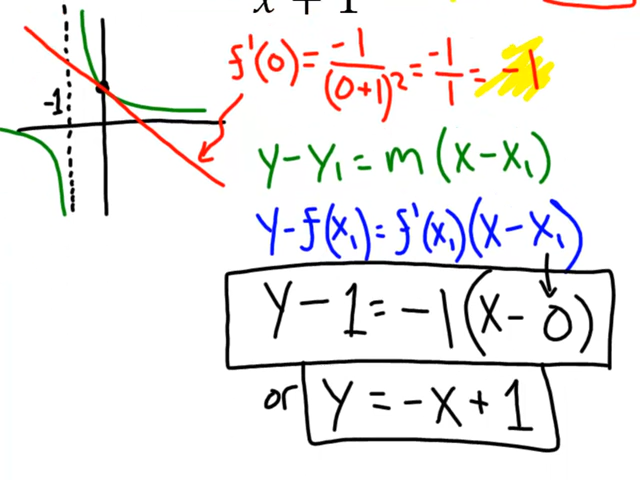 x + 1
f'(0) = -1/(0+1)² = -1/1 = -1
-1
y - y₁ = m(x - x₁)
y - f(x₁) = f'(x₁)(x - x₁)
y - 1 = -1(x - 0)
or y = -x + 1